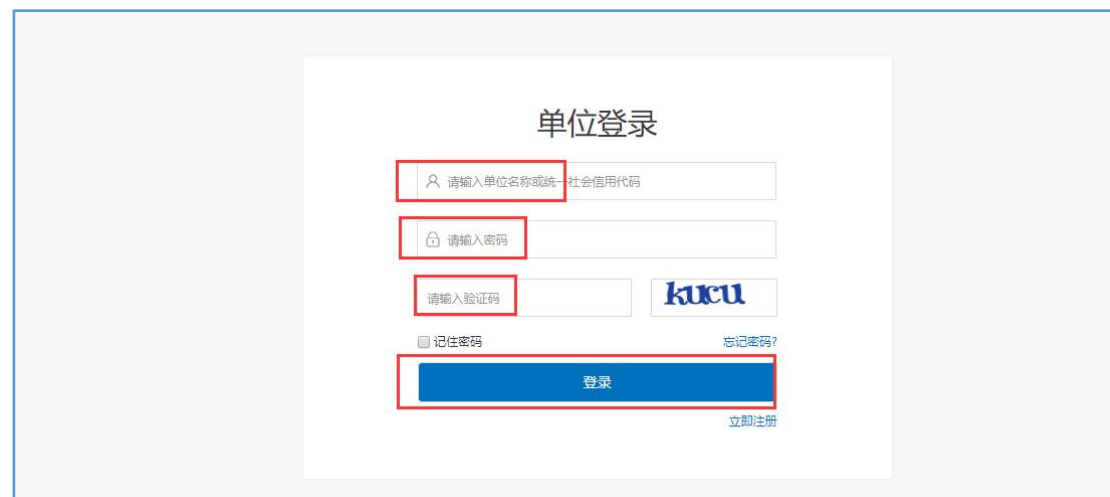 单位登录
请输入单位名称或统一社会信用代码
请输入密码
请输入验证码
kucu
记住密码
忘记密码?
登录
立即注册